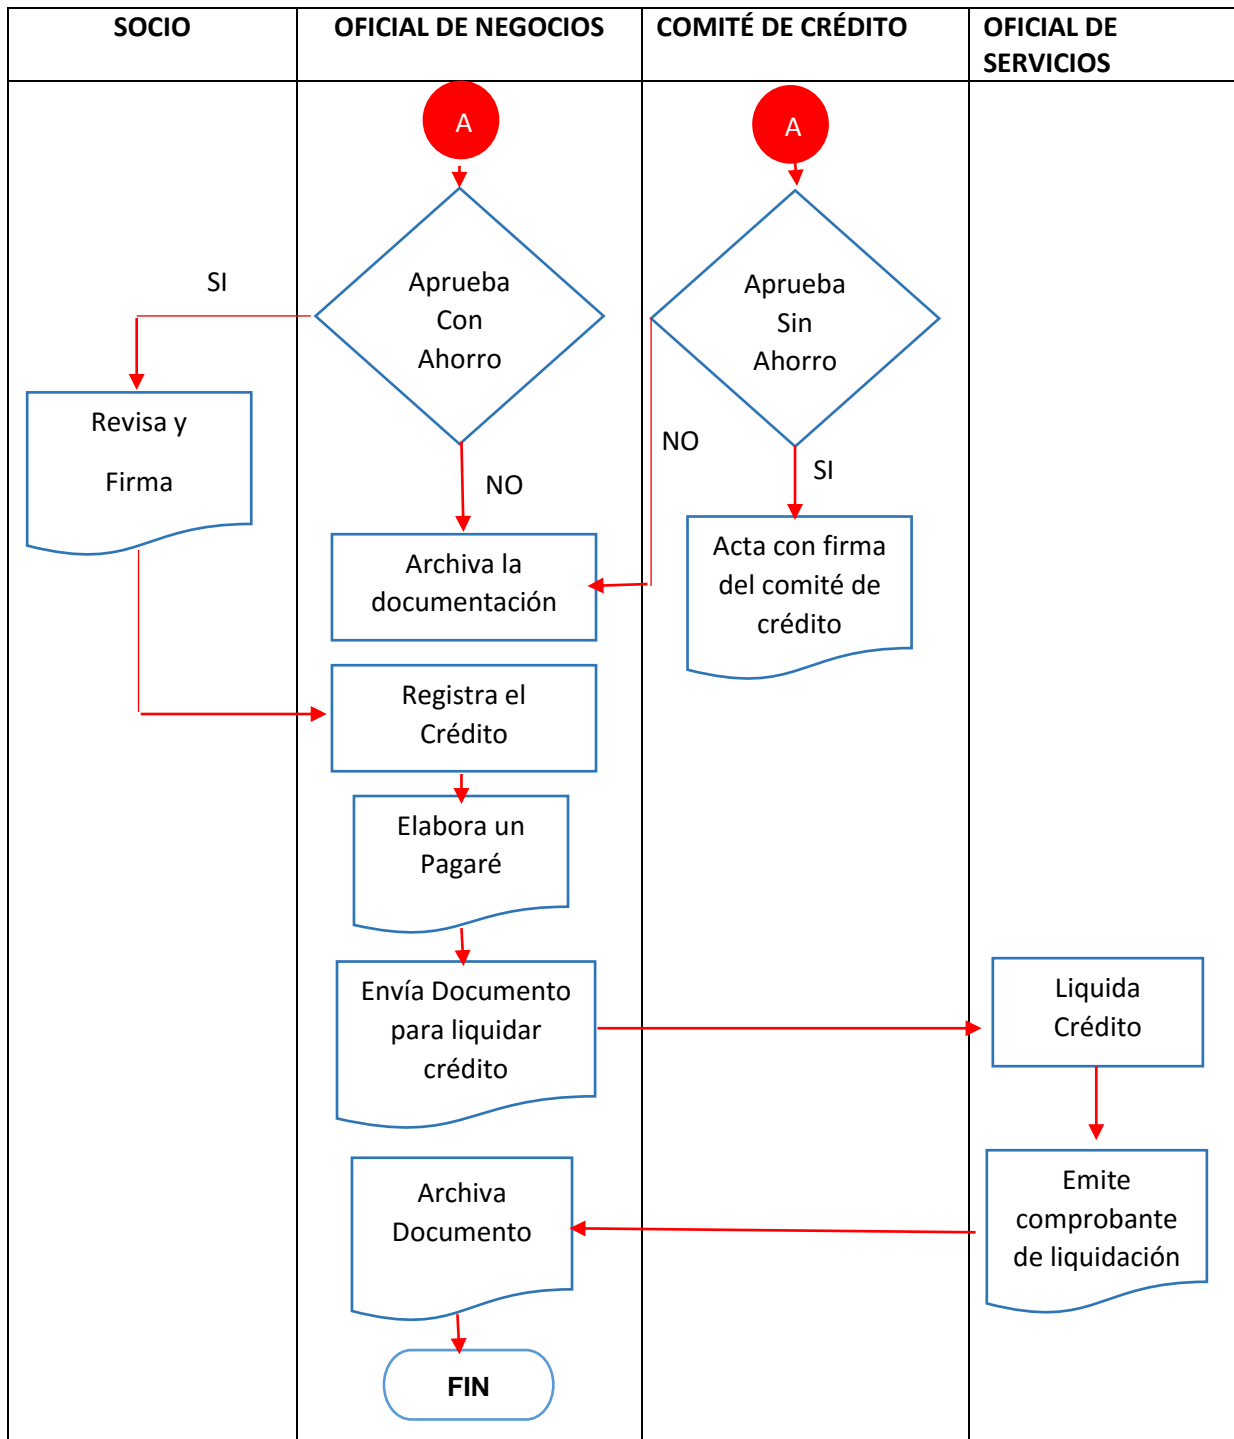 SOCIO
OFICIAL DE NEGOCIOS
COMITÉ DE CRÉDITO
OFICIAL DE
SERVICIOS
A
A
Aprueba
Con
Ahorro
SI
Aprueba
Sin
Ahorro
Revisa y
Firma
NO
NO
SI
Archiva la
documentación
Acta con firma
del comité de
crédito
Registra el
Crédito
Elabora un
Pagaré
Envía Documento
para liquidar
crédito
Liquida
Crédito
Emite
comprobante
de liquidación
Archiva
Documento
FIN